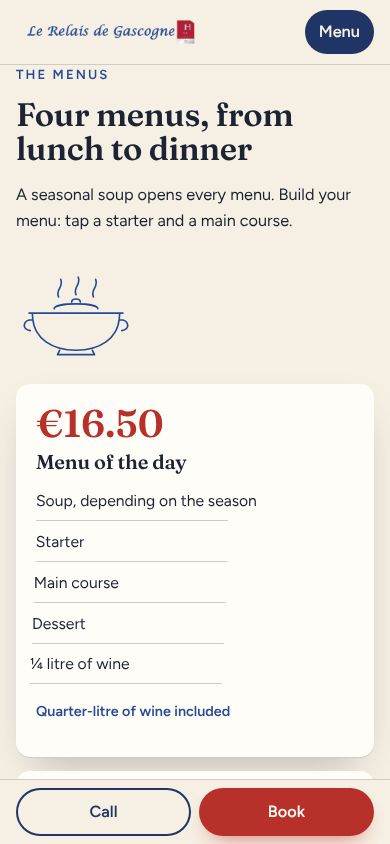 Le Relais de Gascogne
Menu
THE MENUS
Four menus, from
lunch to dinner
A seasonal soup opens every menu. Build your
menu: tap a starter and a main course.
€16.50
Menu of the day
Soup, depending on the season
Starter
Main course
Dessert
¼ litre of wine
Quarter-litre of wine included
Call
Book